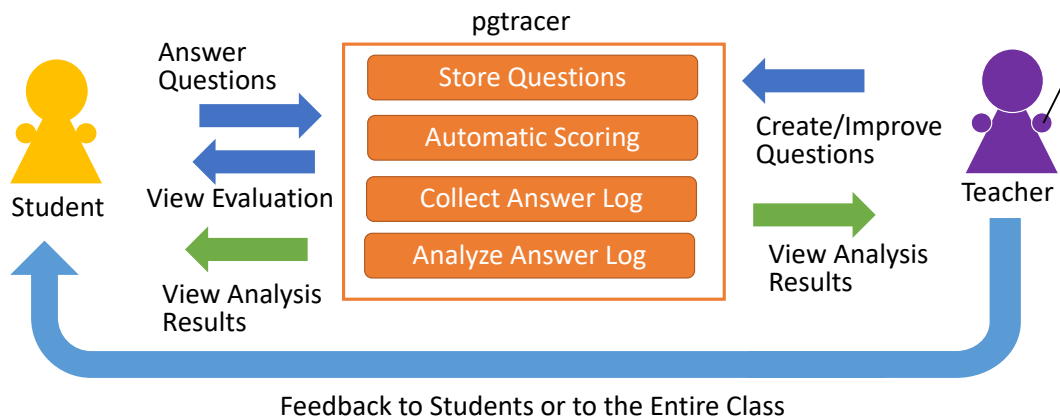 pgtracer
Answer
Questions
Store Questions
Automatic Scoring
Create/Improve
Questions
View Evaluation
Student
Collect Answer Log
Teacher
Analyze Answer Log
View Analysis
Results
View Analysis
Results
Feedback to Students or to the Entire Class